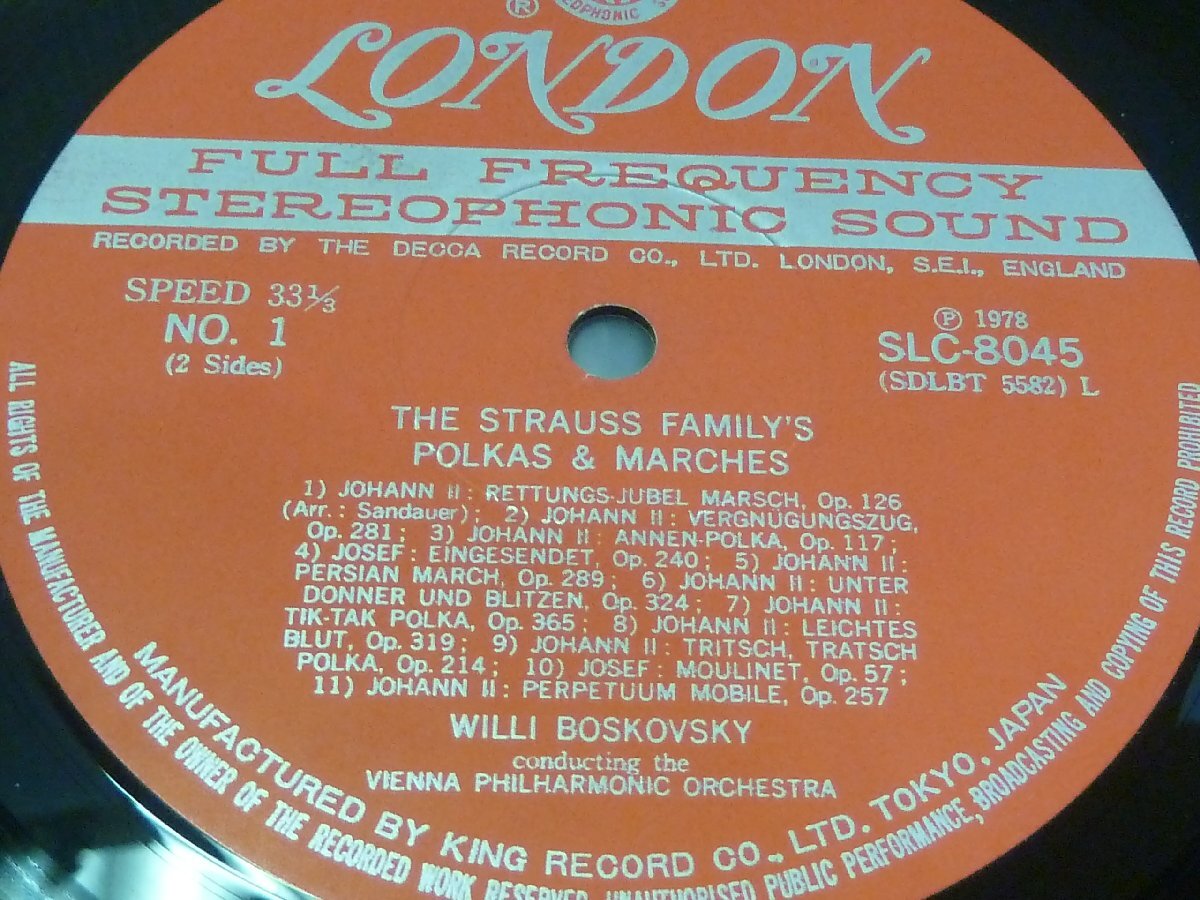 ®
OPHONIC
LONDON
FULL FREQUENCY
STEREOPHONIC SOUND
RECORDED BY THE DECCA RECORD CO., LTD. LONDON, S.E.I., ENGLAND
SPEED 33⅓
NO. 1
(2 Sides)
Ⓟ 1978
SLC-8045
(SDLBT 5582) L
THE STRAUSS FAMILY'S
POLKAS & MARCHES
1) JOHANN II : RETTUNGS-JUBEL MARSCH, Op. 126
(Arr. : Sandauer) ; 2) JOHANN II : VERGNÜGUNGSZUG,
Op. 281 ; 3) JOHANN II : ANNEN-POLKA, Op. 117 ;
4) JOSEF : EINGESENDET, Op. 240 ; 5) JOHANN II :
PERSIAN MARCH, Op. 289 ; 6) JOHANN II : UNTER
DONNER UND BLITZEN, Op. 324 ; 7) JOHANN II :
TIK-TAK POLKA, Op. 365 ; 8) JOHANN II : LEICHTES
BLUT, Op. 319 ; 9) JOHANN II : TRITSCH, TRATSCH
POLKA, Op. 214 ; 10) JOSEF : MOULINET, Op. 57 ;
11) JOHANN II : PERPETUUM MOBILE, Op. 257
WILLI BOSKOVSKY
conducting the
VIENNA PHILHARMONIC ORCHESTRA
MANUFACTURED BY KING RECORD CO., LTD. TOKYO, JAPAN
ALL RIGHTS OF THE MANUFACTURER AND OF THE OWNER OF THE RECORDED WORK RESERVED. UNAUTHORISED PUBLIC PERFORMANCE, BROADCASTING AND COPYING OF THIS RECORD PROHIBITED